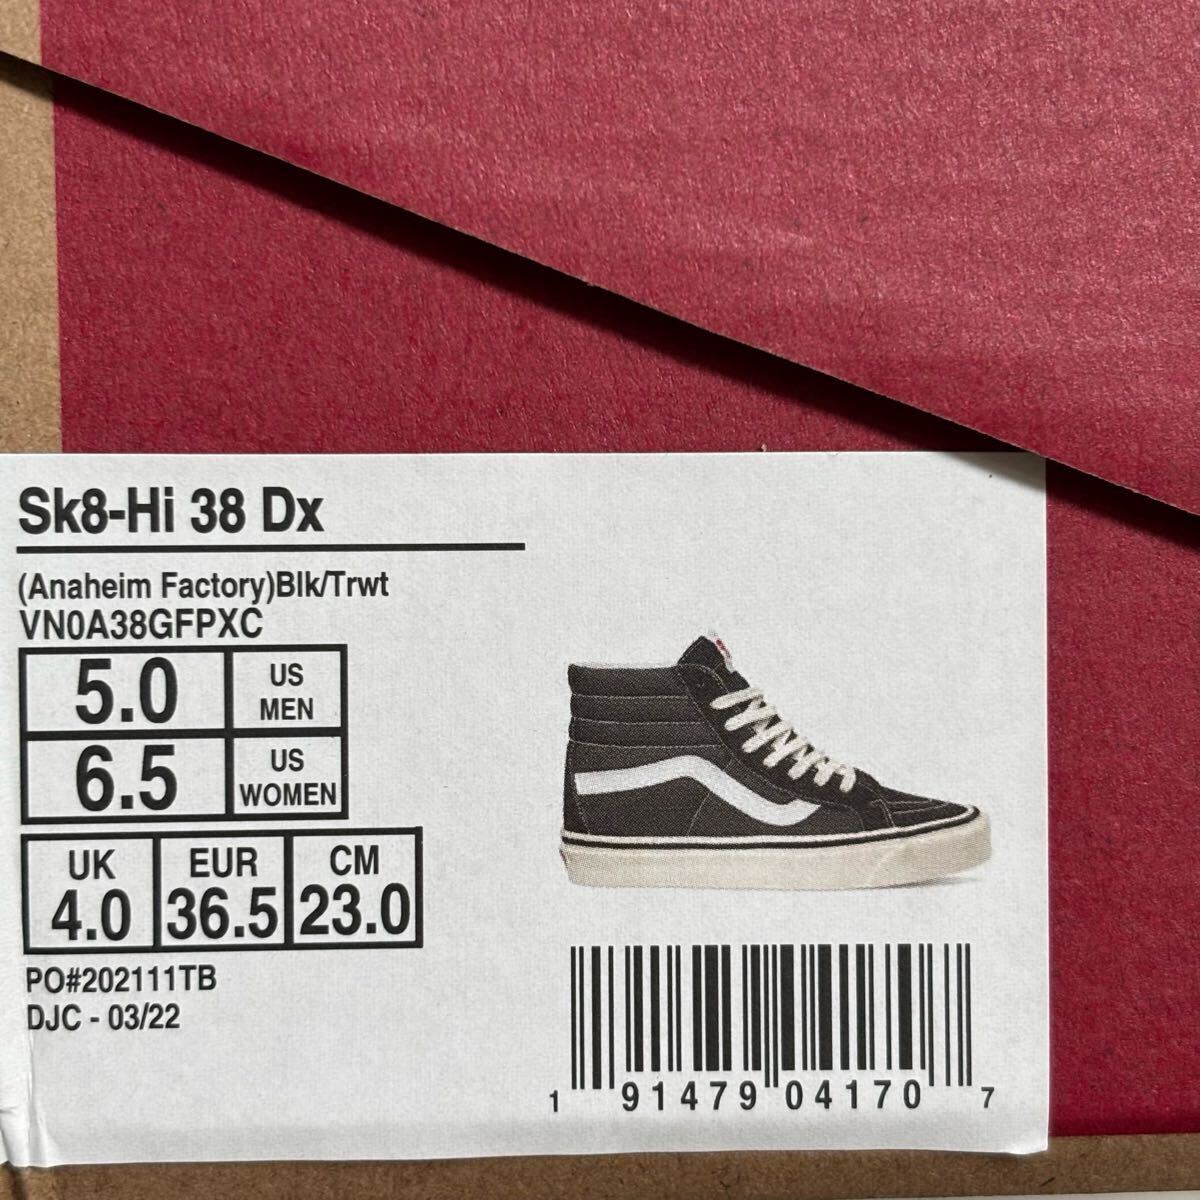 Sk8-Hi 38 Dx
(Anaheim Factory)Blk/Trwt
VN0A38GFPXC
5.0 US MEN
6.5 US WOMEN
UK EUR CM
4.0 36.5 23.0
PO#202111TB
DJC - 03/22
1 91479 04170 7